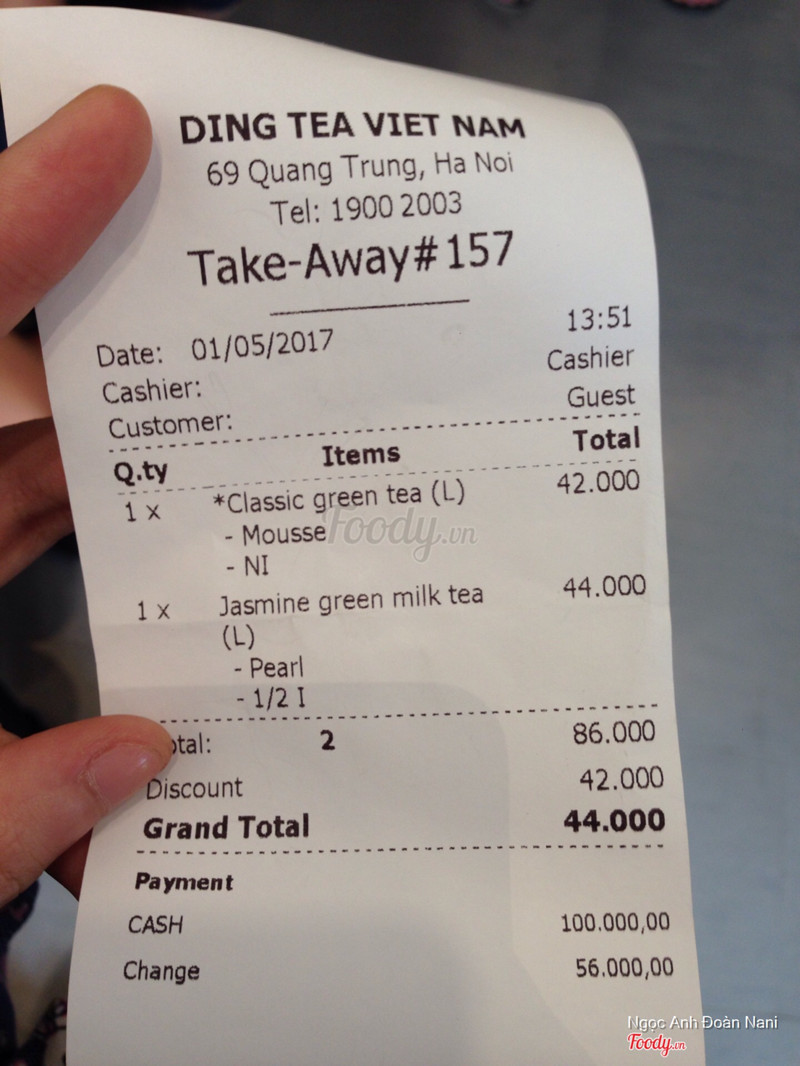 DING TEA VIET NAM
69 Quang Trung, Ha Noi
Tel: 1900 2003
Take-Away#157
Date: 01/05/2017 13:51
Cashier: Cashier
Customer: Guest
Q.ty Items Total
1 x *Classic green tea (L) 42.000
- Mousse
- NI
1 x Jasmine green milk tea 44.000
(L)
- Pearl
- 1/2 I
otal: 2 86.000
Discount 42.000
Grand Total 44.000
Payment
CASH 100.000,00
Change 56.000,00
Foody.vn
Ngọc Anh Đoàn Nani
Foody.vn